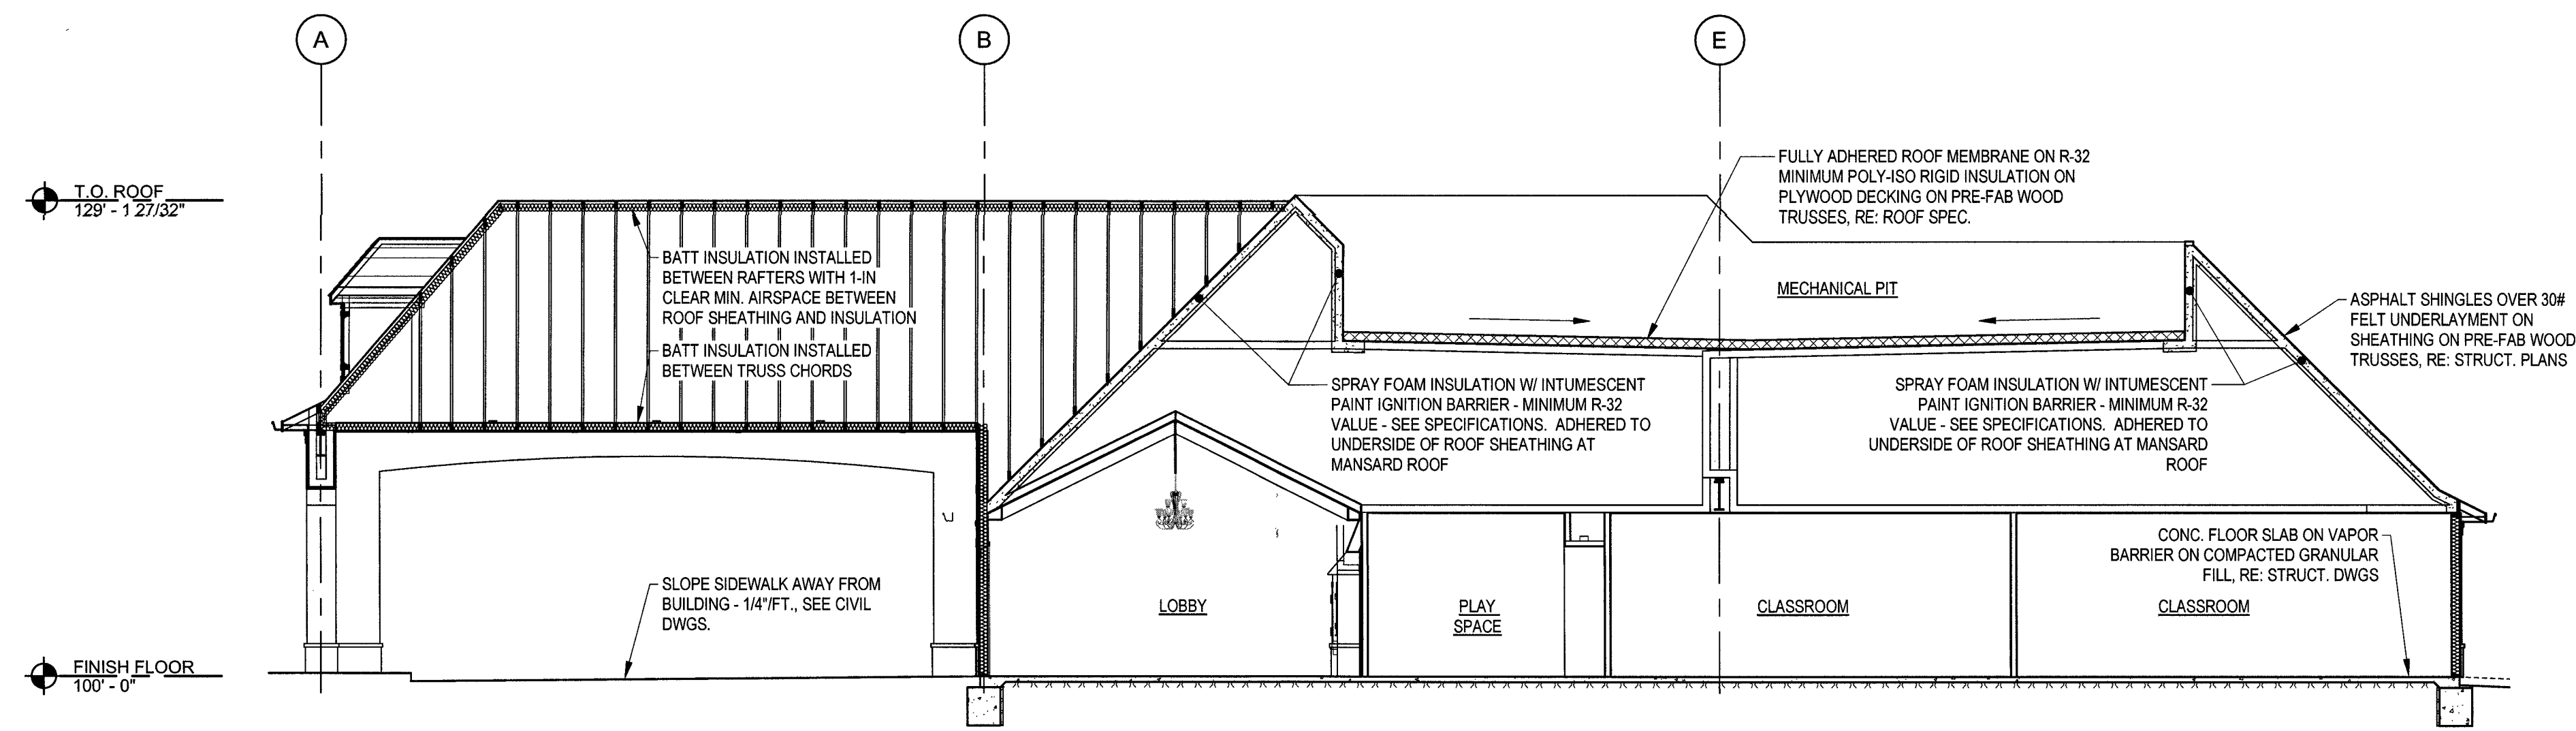 A
B
E
T.O. ROOF
129' - 1 27/32"
FULLY ADHERED ROOF MEMBRANE ON R-32
MINIMUM POLY-ISO RIGID INSULATION ON
PLYWOOD DECKING ON PRE-FAB WOOD
TRUSSES, RE: ROOF SPEC.
BATT INSULATION INSTALLED
BETWEEN RAFTERS WITH 1-IN
CLEAR MIN. AIRSPACE BETWEEN
ROOF SHEATHING AND INSULATION
BATT INSULATION INSTALLED
BETWEEN TRUSS CHORDS
MECHANICAL PIT
ASPHALT SHINGLES OVER 30#
FELT UNDERLAYMENT ON
SHEATHING ON PRE-FAB WOOD
TRUSSES, RE: STRUCT. PLANS
SPRAY FOAM INSULATION W/ INTUMESCENT
PAINT IGNITION BARRIER - MINIMUM R-32
VALUE - SEE SPECIFICATIONS. ADHERED TO
UNDERSIDE OF ROOF SHEATHING AT
MANSARD ROOF
SPRAY FOAM INSULATION W/ INTUMESCENT
PAINT IGNITION BARRIER - MINIMUM R-32
VALUE - SEE SPECIFICATIONS. ADHERED TO
UNDERSIDE OF ROOF SHEATHING AT MANSARD
ROOF
SLOPE SIDEWALK AWAY FROM
BUILDING - 1/4"/FT., SEE CIVIL
DWGS.
LOBBY
PLAY
SPACE
CLASSROOM
CLASSROOM
CONC. FLOOR SLAB ON VAPOR
BARRIER ON COMPACTED GRANULAR
FILL, RE: STRUCT. DWGS
FINISH FLOOR
100' - 0"